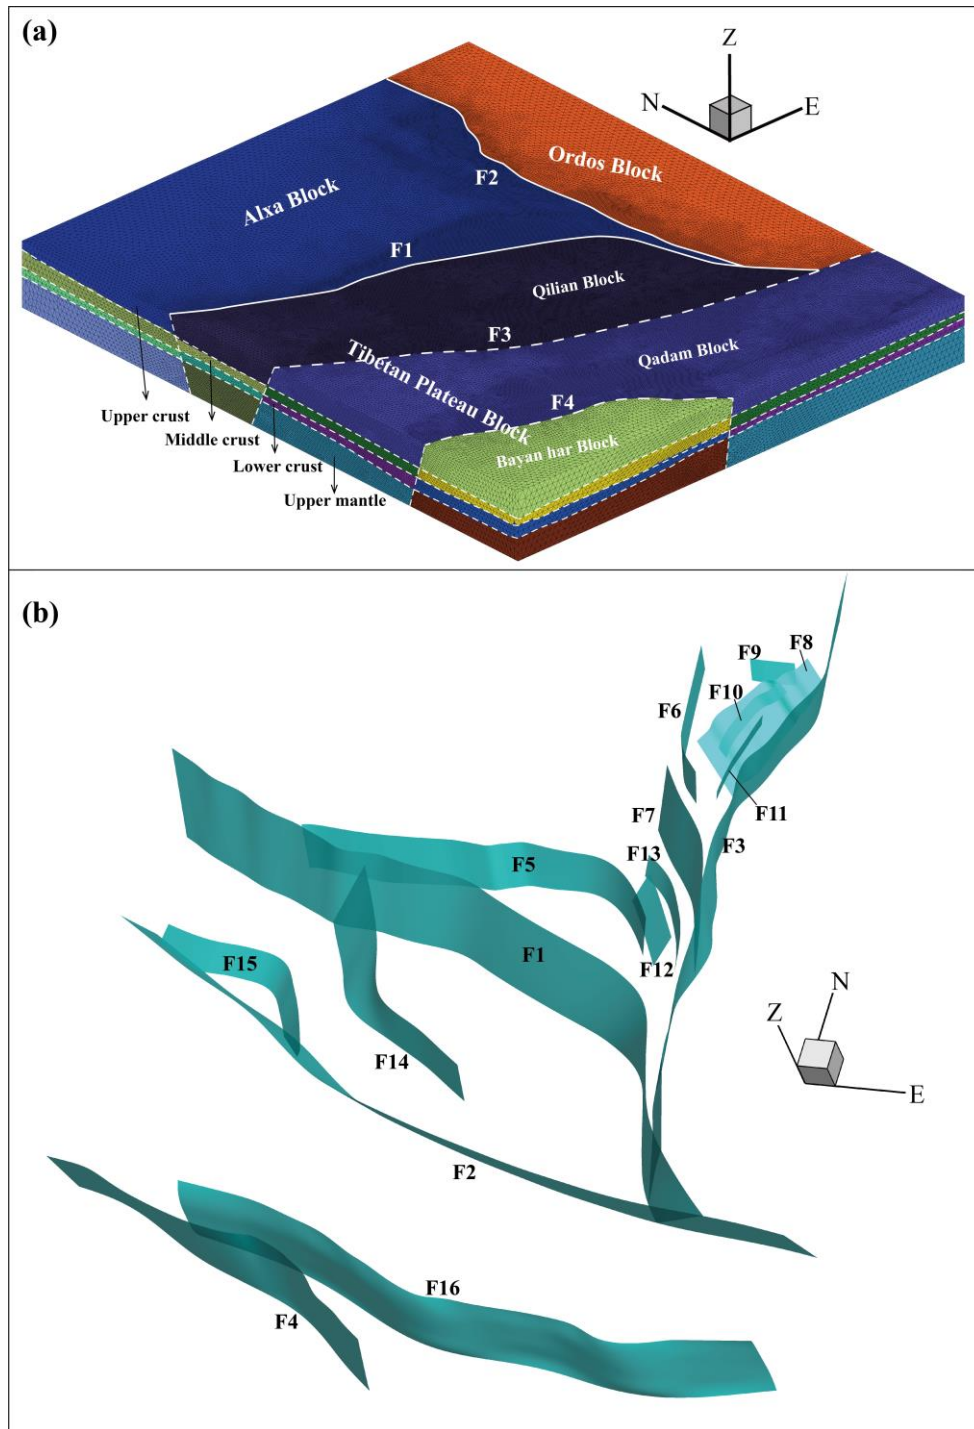 (a)
Z
N
E
Ordos Block
F2
Alxa Block
F1
Qilian Block
F3
Tibetan Plateau Block
Qadam Block
F4
Bayan har Block
Upper crust
Middle crust
Lower crust
Upper mantle
(b)
F8
F9
F10
F6
F11
F7
F3
F13
F5
F1
F12
F15
N
Z
E
F14
F2
F16
F4